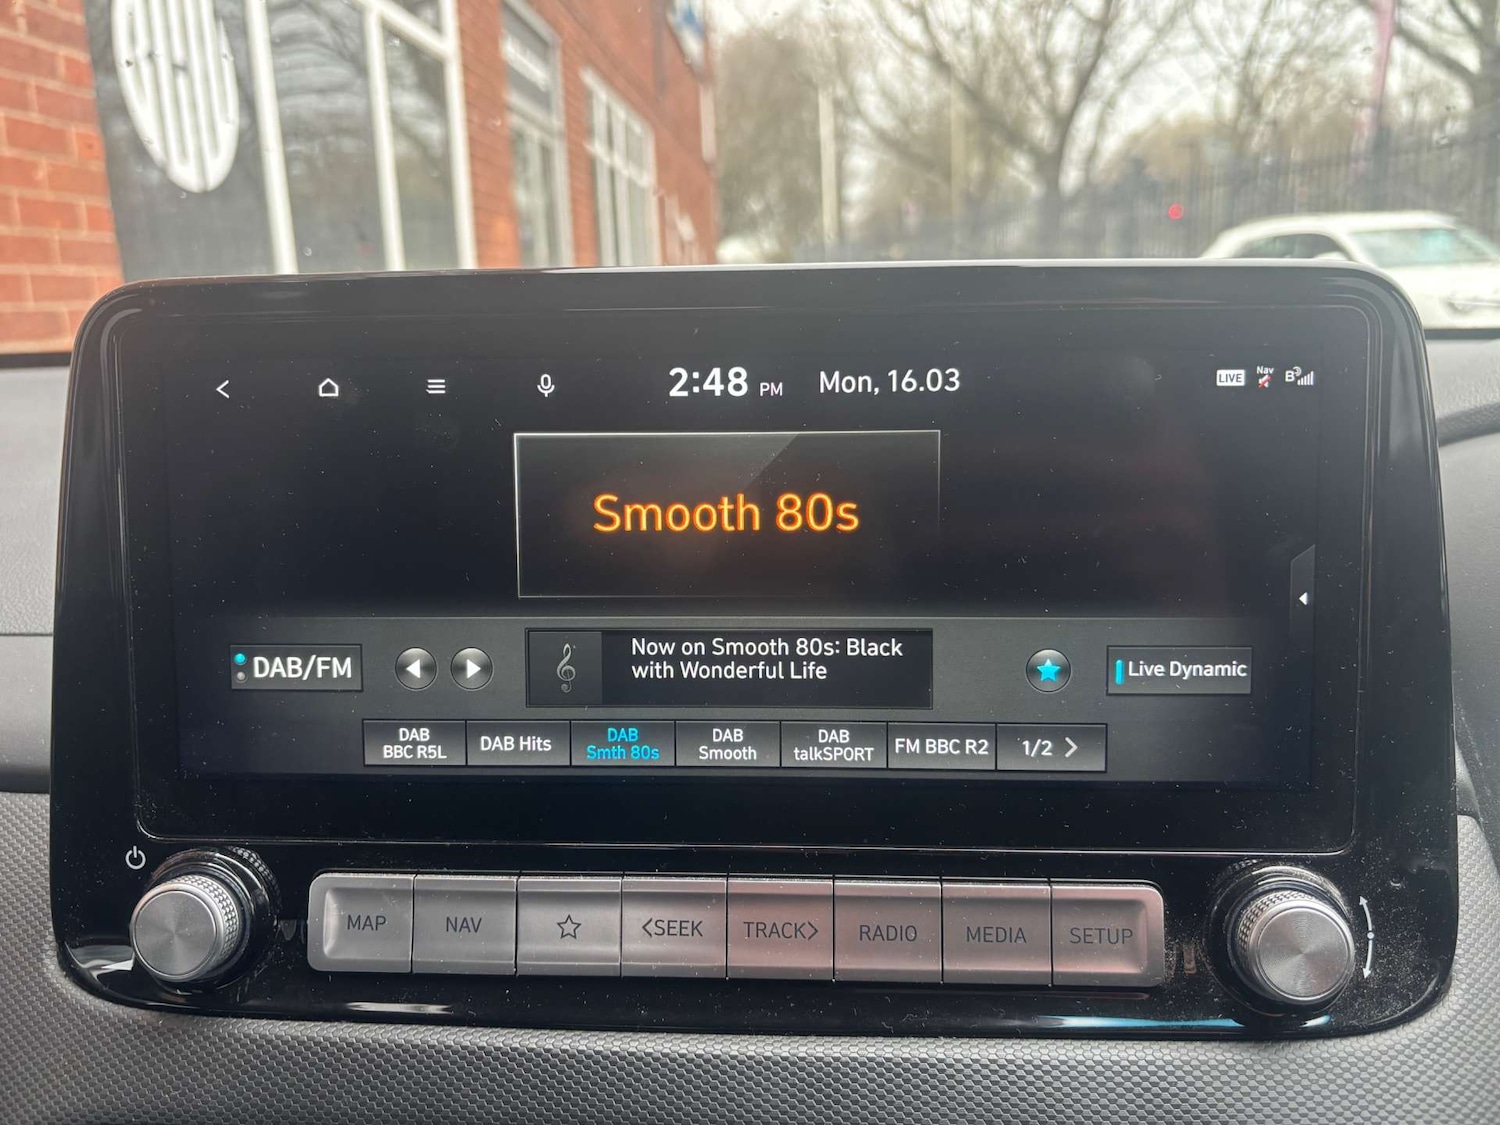 2:48 PM Mon, 16.03
LIVE Nav B
Smooth 80s
DAB/FM
Now on Smooth 80s: Black
with Wonderful Life
Live Dynamic
DAB
BBC R5L
DAB Hits
DAB
Smth 80s
DAB
Smooth
DAB
talkSPORT
FM BBC R2
1/2 >
MAP
NAV
<SEEK
TRACK>
RADIO
MEDIA
SETUP